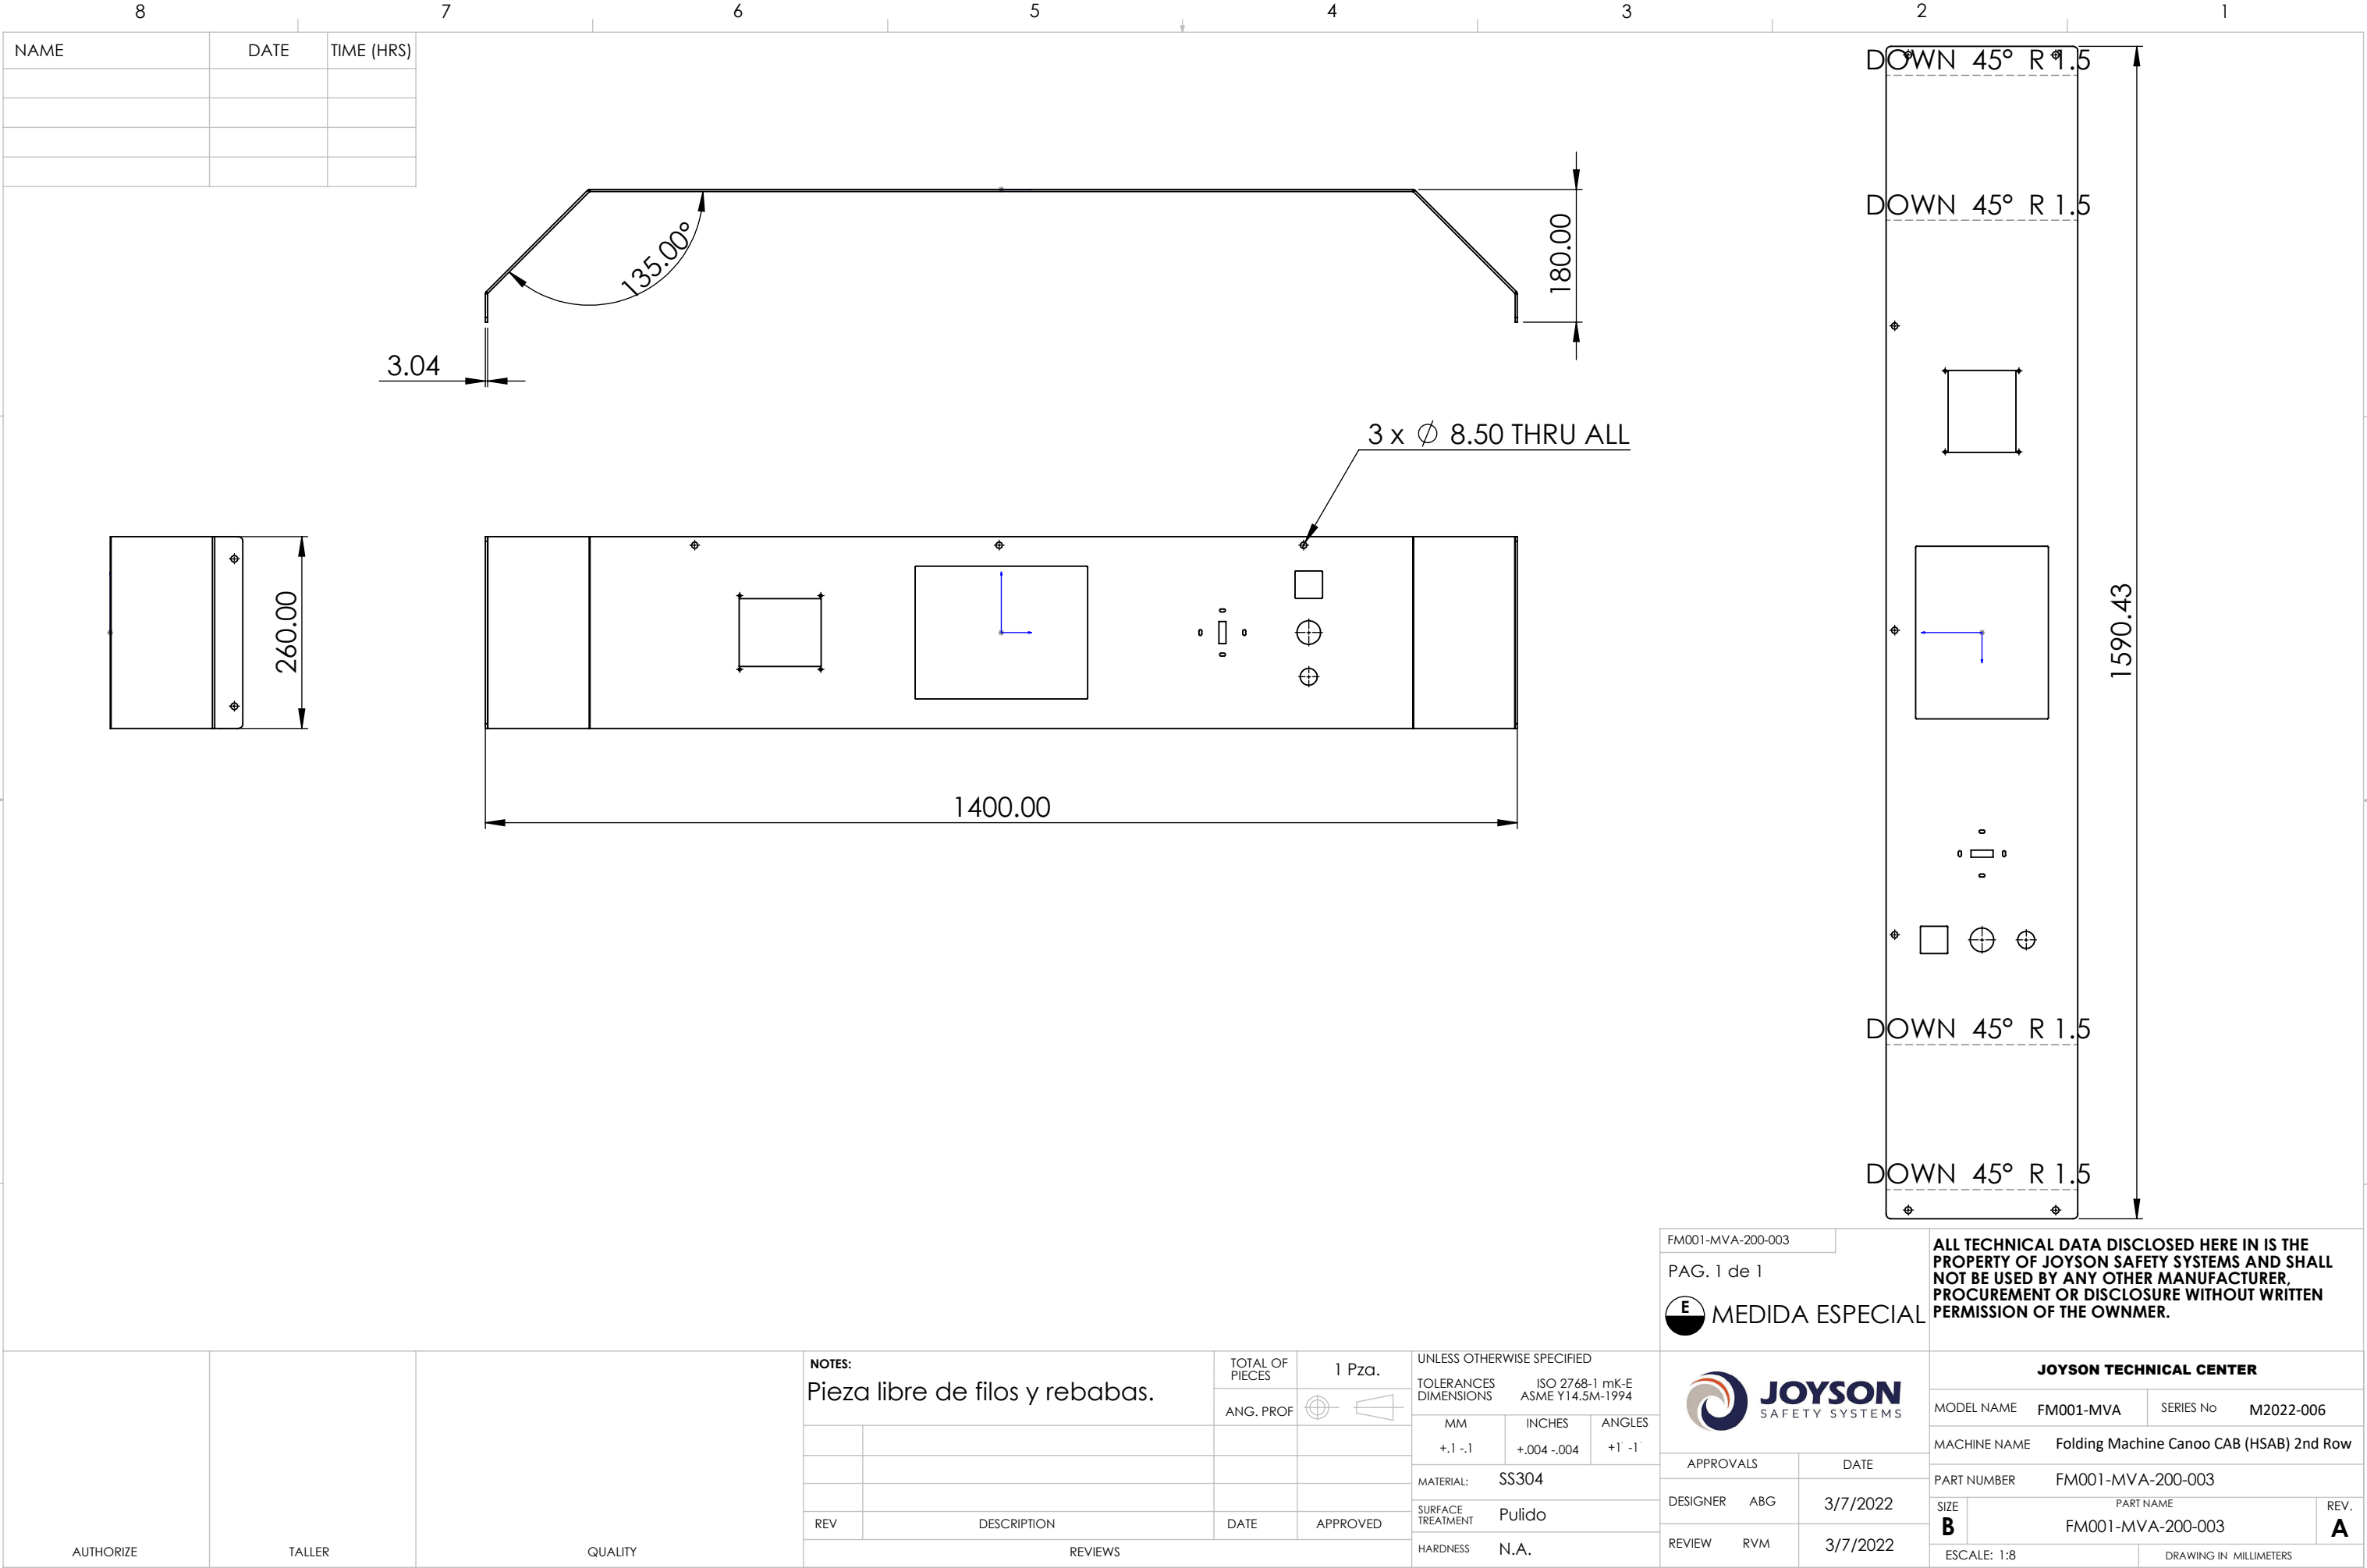 8 7 6 5 4 3 2 1
NAME DATE TIME (HRS)
DOWN 45° R 1.5
DOWN 45° R 1.5
135.00°
180.00
3.04
3 x ∅ 8.50 THRU ALL
260.00
1400.00
1590.43
DOWN 45° R 1.5
DOWN 45° R 1.5
FM001-MVA-200-003
PAG. 1 de 1
E MEDIDA ESPECIAL
ALL TECHNICAL DATA DISCLOSED HERE IN IS THE
PROPERTY OF JOYSON SAFETY SYSTEMS AND SHALL
NOT BE USED BY ANY OTHER MANUFACTURER,
PROCUREMENT OR DISCLOSURE WITHOUT WRITTEN
PERMISSION OF THE OWNMER.
AUTHORIZE TALLER QUALITY
NOTES:
Pieza libre de filos y rebabas.
TOTAL OF
PIECES
1 Pza.
ANG. PROF
REV DESCRIPTION DATE APPROVED
REVIEWS
UNLESS OTHERWISE SPECIFIED
TOLERANCES ISO 2768-1 mK-E
DIMENSIONS ASME Y14.5M-1994
MM INCHES ANGLES
+.1 -.1 +.004 -.004 +1° -1°
MATERIAL: SS304
SURFACE
TREATMENT
Pulido
HARDNESS N.A.
JOYSON
SAFETY SYSTEMS
APPROVALS DATE
DESIGNER ABG 3/7/2022
REVIEW RVM 3/7/2022
JOYSON TECHNICAL CENTER
MODEL NAME FM001-MVA SERIES No M2022-006
MACHINE NAME Folding Machine Canoo CAB (HSAB) 2nd Row
PART NUMBER FM001-MVA-200-003
SIZE PART NAME REV.
B FM001-MVA-200-003 A
ESCALE: 1:8 DRAWING IN MILLIMETERS